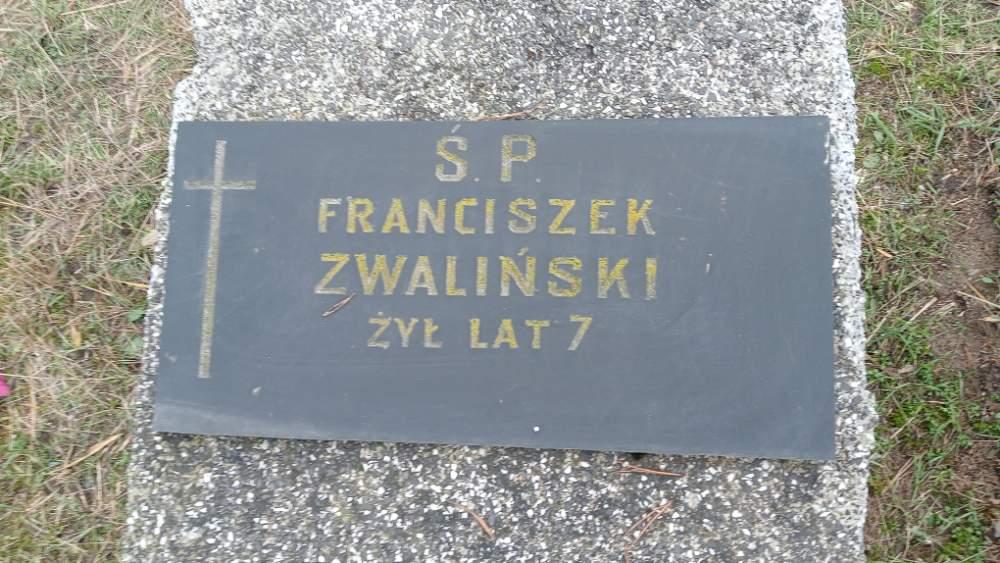 Ś. P.
FRANCISZEK
ZWALIŃSKI
ŻYŁ LAT 7